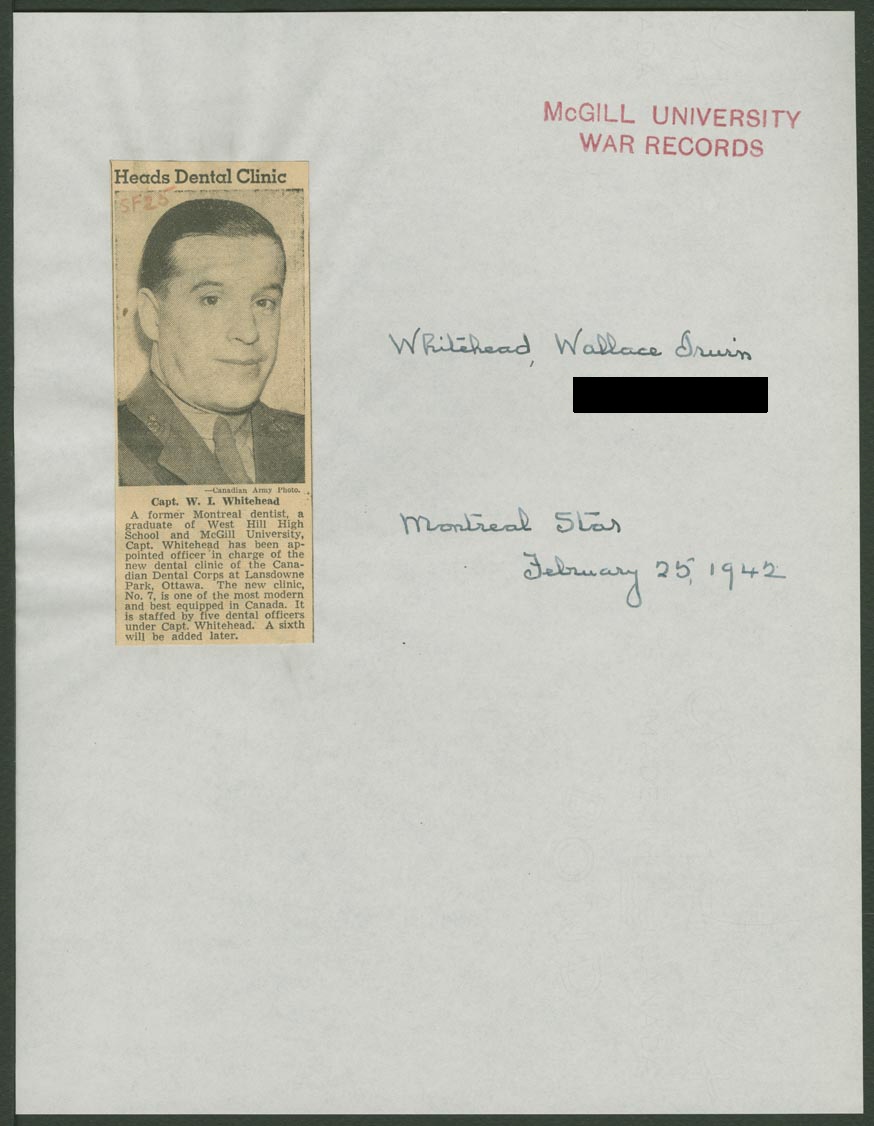 McGILL UNIVERSITY
WAR RECORDS
Heads Dental Clinic
SF25
—Canadian Army Photo.
Capt. W. I. Whitehead
A former Montreal dentist, a
graduate of West Hill High
School and McGill University,
Capt. Whitehead has been ap-
pointed officer in charge of the
new dental clinic of the Cana-
dian Dental Corps at Lansdowne
Park, Ottawa. The new clinic,
No. 7, is one of the most modern
and best equipped in Canada. It
is staffed by five dental officers
under Capt. Whitehead. A sixth
will be added later.
Whitehead, Wallace Irwin
Montreal Star
February 25, 1942